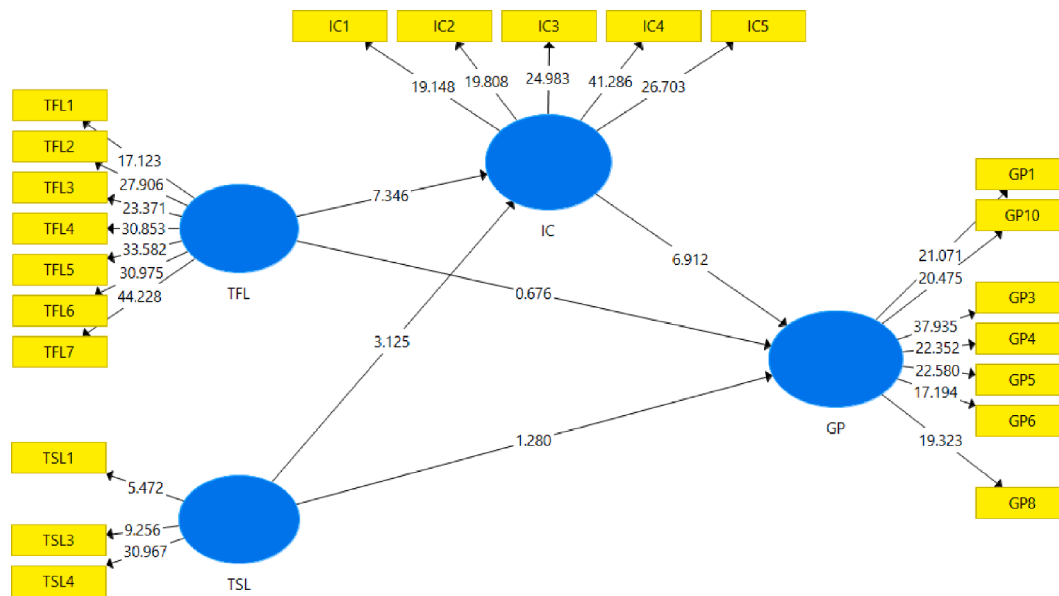 IC1 IC2 IC3 IC4 IC5
19.148 19.808 24.983 41.286 26.703
TFL1
TFL2
TFL3
TFL4
TFL5
TFL6
TFL7
17.123
27.906
23.371
30.853
33.582
30.975
44.228
TFL
7.346
IC
6.912
0.676
3.125
1.280
GP1
GP10
21.071
20.475
GP3
37.935
GP4
22.352
GP5
22.580
GP6
17.194
19.323
GP8
GP
TSL1
5.472
TSL3
9.256
TSL4
30.967
TSL